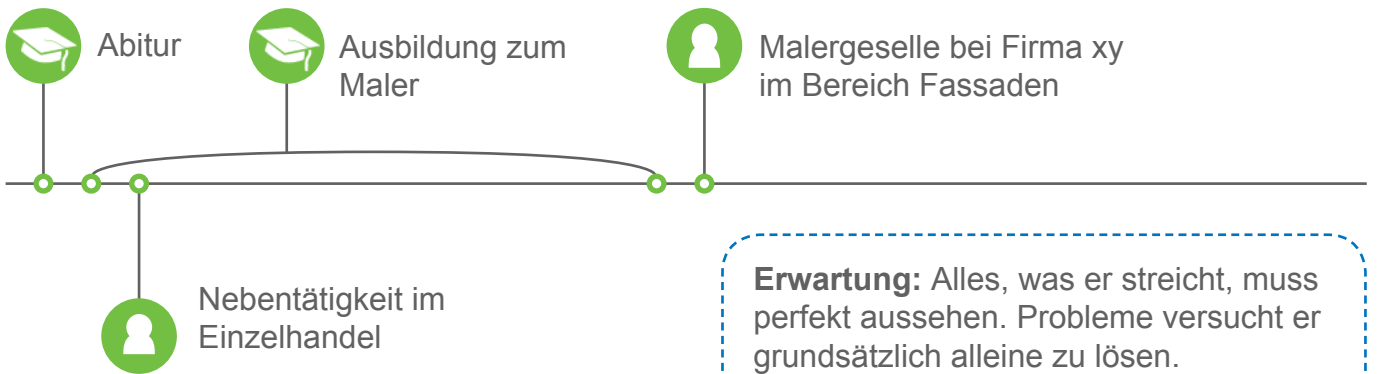 Abitur
Ausbildung zum
Maler
Malergeselle bei Firma xy
im Bereich Fassaden
Nebentätigkeit im
Einzelhandel
Erwartung: Alles, was er streicht, muss
perfekt aussehen. Probleme versucht er
grundsätzlich alleine zu lösen.